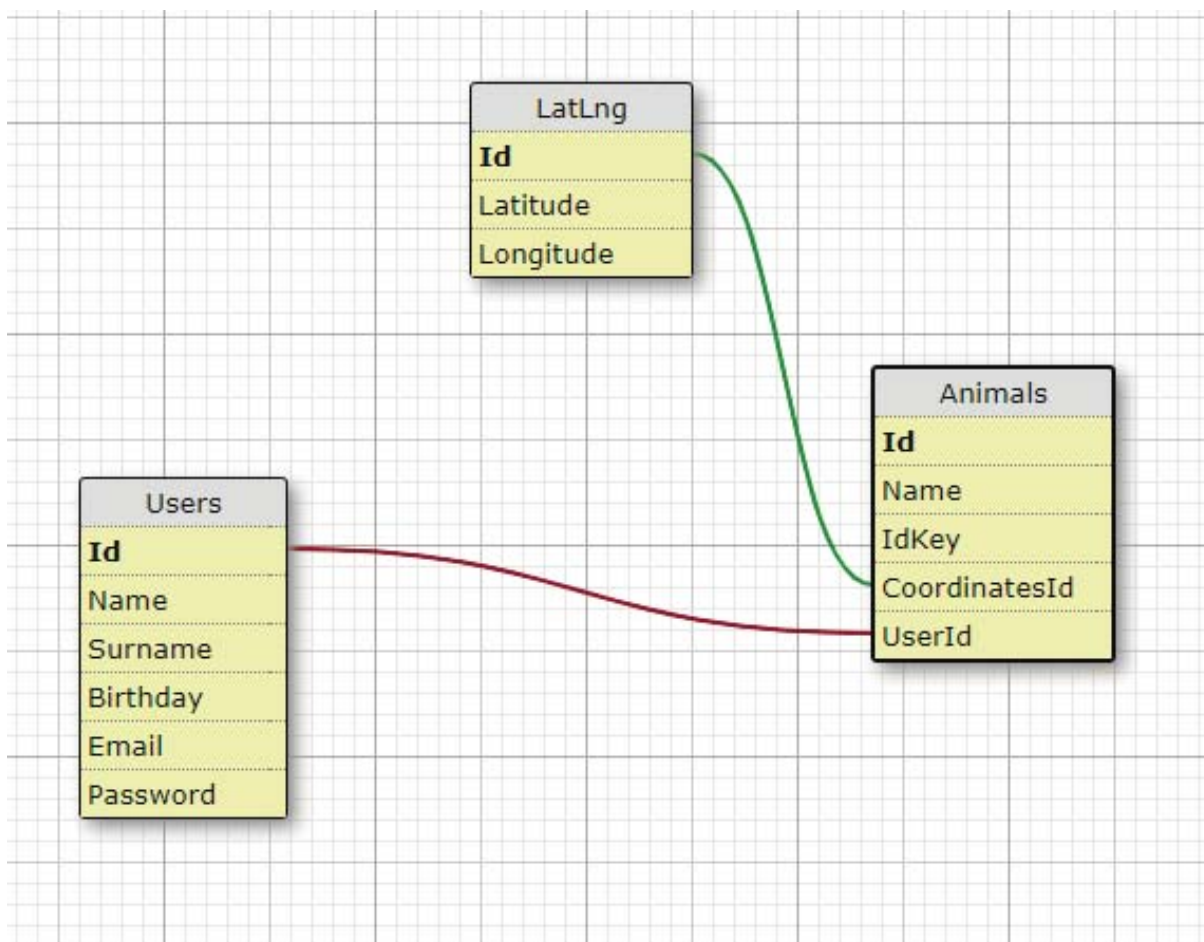 LatLng
Id
Latitude
Longitude
Animals
Id
Name
IdKey
CoordinatesId
UserId
Users
Id
Name
Surname
Birthday
Email
Password